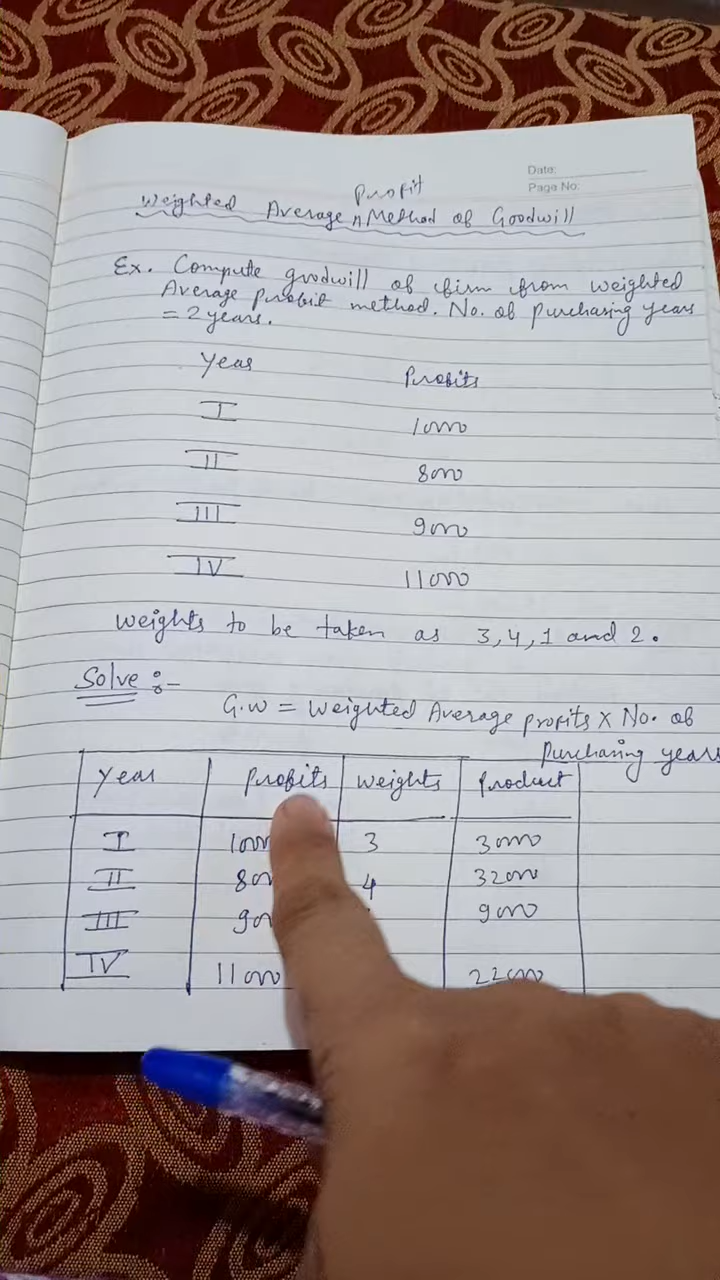 Date:
Page No:
Weighted Average Profit Method of Goodwill
Ex. Compute goodwill of firm from weighted
Average profit method. No. of purchasing years
= 2 years.
Year Profits
I 10000
II 8000
III 9000
IV 11000
weights to be taken as 3, 4, 1 and 2.
Solve :-
G.W = Weighted Average profits x No. of
purchasing years
Year Profits weights Product
I 3 30000
II 4 32000
III 9000
IV 11000 22000